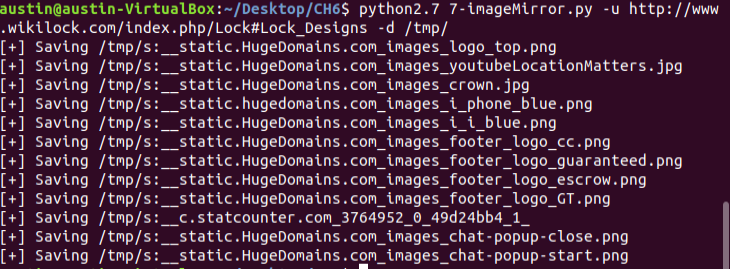 austin@austin-VirtualBox:~/Desktop/CH6$ python2.7 7-imageMirror.py -u http://www
.wikilock.com/index.php/Lock#Lock_Designs -d /tmp/
[+] Saving /tmp/s:__static.HugeDomains.com_images_logo_top.png
[+] Saving /tmp/s:__static.HugeDomains.com_images_youtubeLocationMatters.jpg
[+] Saving /tmp/s:__static.HugeDomains.com_images_crown.jpg
[+] Saving /tmp/s:__static.hugedomains.com_images_i_phone_blue.png
[+] Saving /tmp/s:__static.HugeDomains.com_images_i_i_blue.png
[+] Saving /tmp/s:__static.HugeDomains.com_images_footer_logo_cc.png
[+] Saving /tmp/s:__static.HugeDomains.com_images_footer_logo_guaranteed.png
[+] Saving /tmp/s:__static.HugeDomains.com_images_footer_logo_escrow.png
[+] Saving /tmp/s:__static.HugeDomains.com_images_footer_logo_GT.png
[+] Saving /tmp/s:__c.statcounter.com_3764952_0_49d24bb4_1_
[+] Saving /tmp/s:__static.HugeDomains.com_images_chat-popup-close.png
[+] Saving /tmp/s:__static.HugeDomains.com_images_chat-popup-start.png